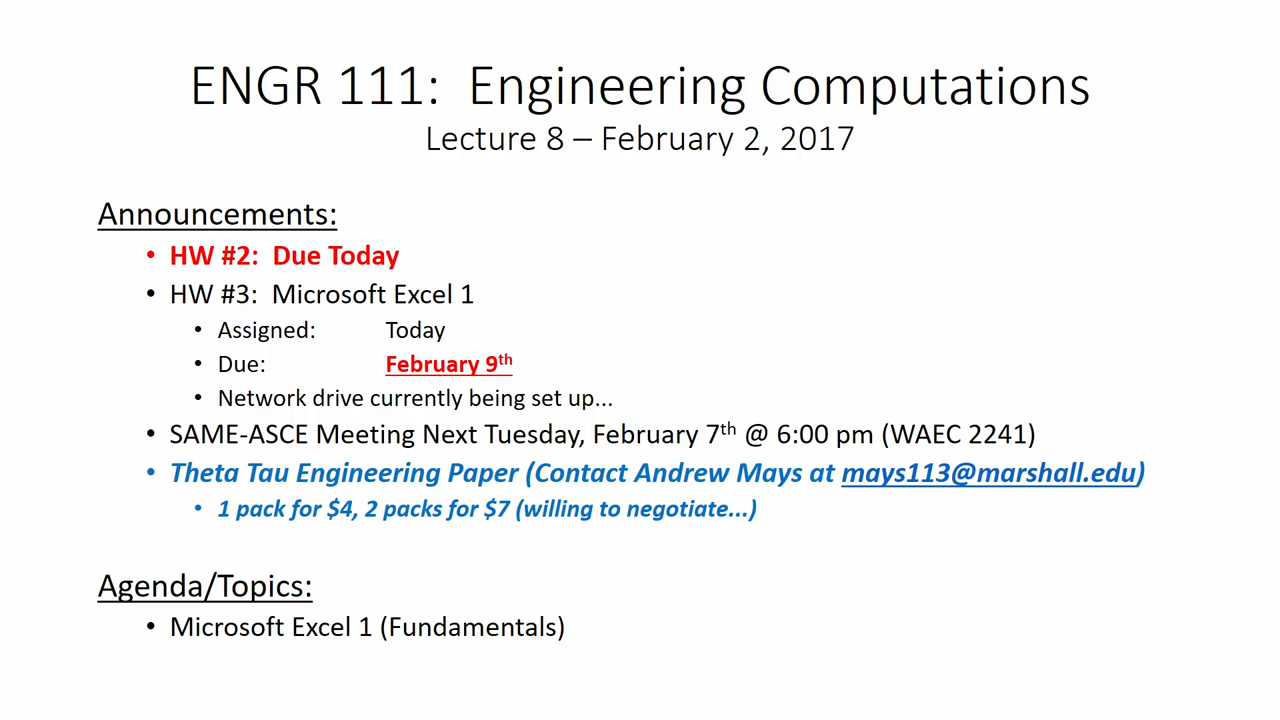 ENGR 111: Engineering Computations
Lecture 8 – February 2, 2017
Announcements:
• HW #2: Due Today
• HW #3: Microsoft Excel 1
• Assigned: Today
• Due: February 9th
• Network drive currently being set up...
• SAME-ASCE Meeting Next Tuesday, February 7th @ 6:00 pm (WAEC 2241)
• Theta Tau Engineering Paper (Contact Andrew Mays at mays113@marshall.edu)
• 1 pack for $4, 2 packs for $7 (willing to negotiate...)
Agenda/Topics:
• Microsoft Excel 1 (Fundamentals)